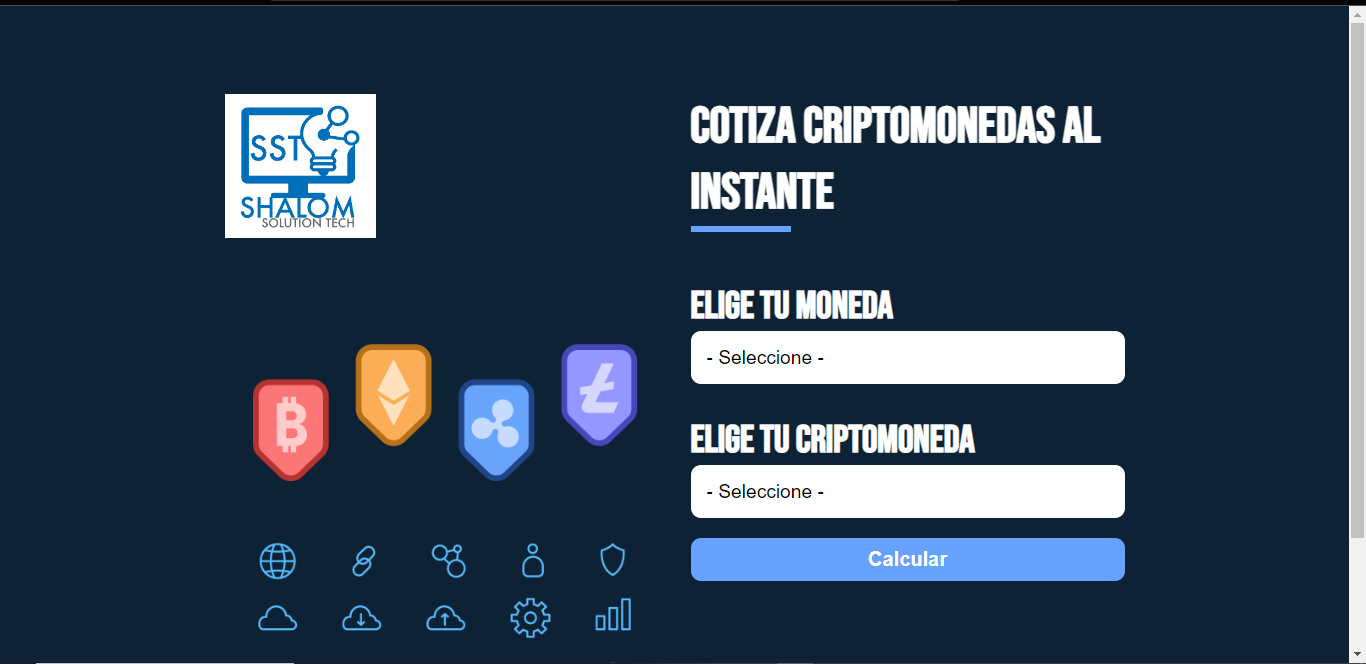 SST
SHALOM
SOLUTION TECH
COTIZA CRIPTOMONEDAS AL
INSTANTE
ELIGE TU MONEDA
- Seleccione -
ELIGE TU CRIPTOMONEDA
- Seleccione -
Calcular